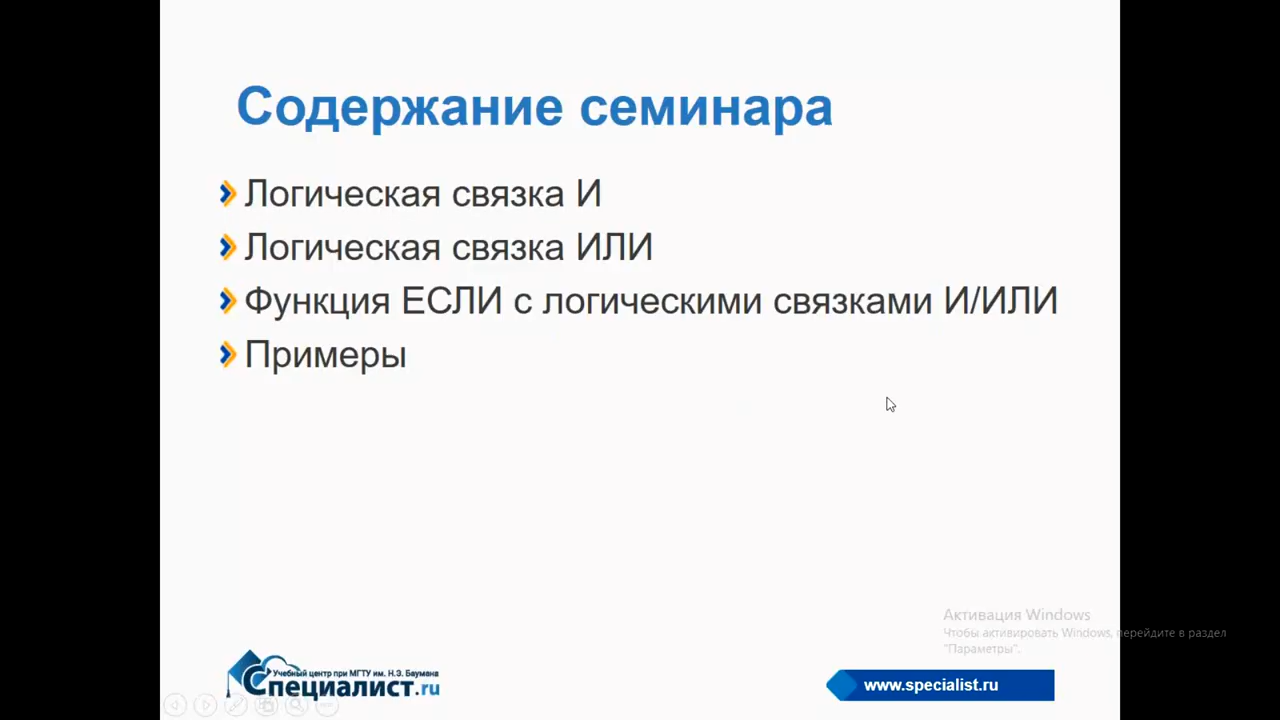 Содержание семинара
Логическая связка И
Логическая связка ИЛИ
Функция ЕСЛИ с логическими связками И/ИЛИ
Примеры
Активация Windows
Чтобы активировать Windows, перейдите в раздел
"Параметры".
Учебный центр при МГТУ им. Н.Э. Баумана
Специалист.ru
www.specialist.ru